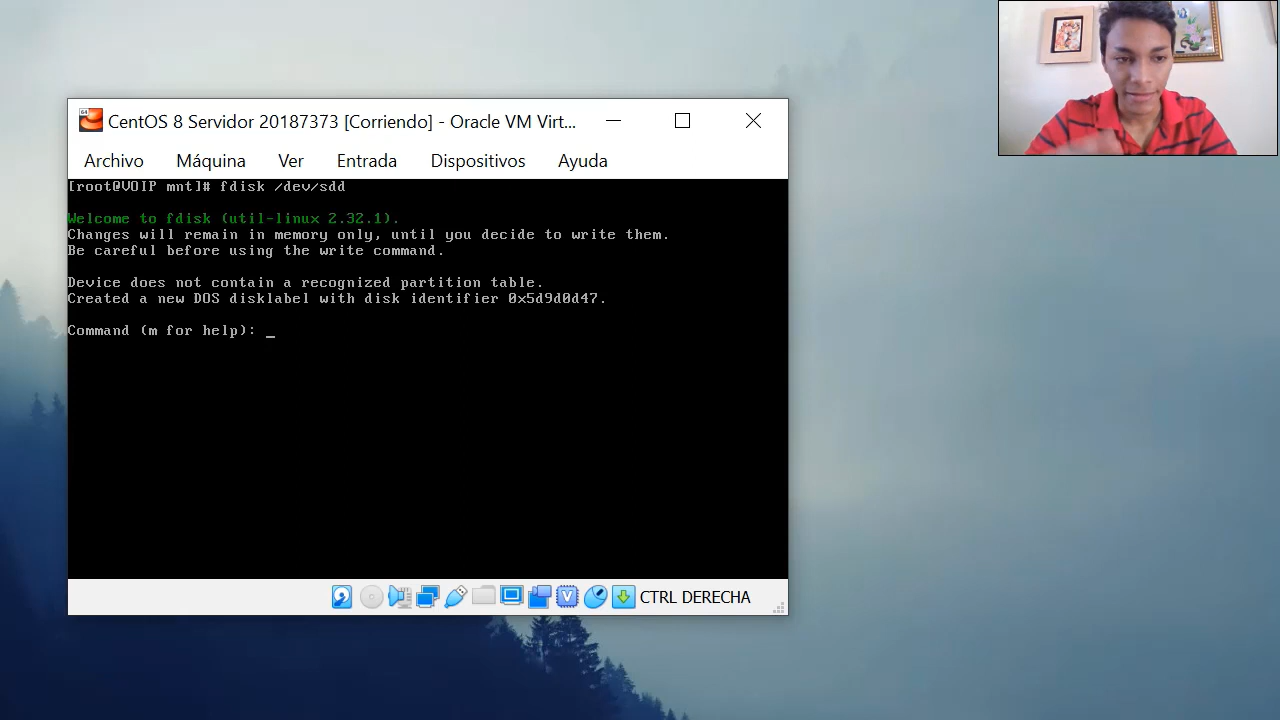 CentOS 8 Servidor 20187373 [Corriendo] - Oracle VM Virt...
Archivo Máquina Ver Entrada Dispositivos Ayuda
[root@VOIP mnt]# fdisk /dev/sdd
Welcome to fdisk (util-linux 2.32.1).
Changes will remain in memory only, until you decide to write them.
Be careful before using the write command.
Device does not contain a recognized partition table.
Created a new DOS disklabel with disk identifier 0x5d9d0d47.
Command (m for help): _
CTRL DERECHA